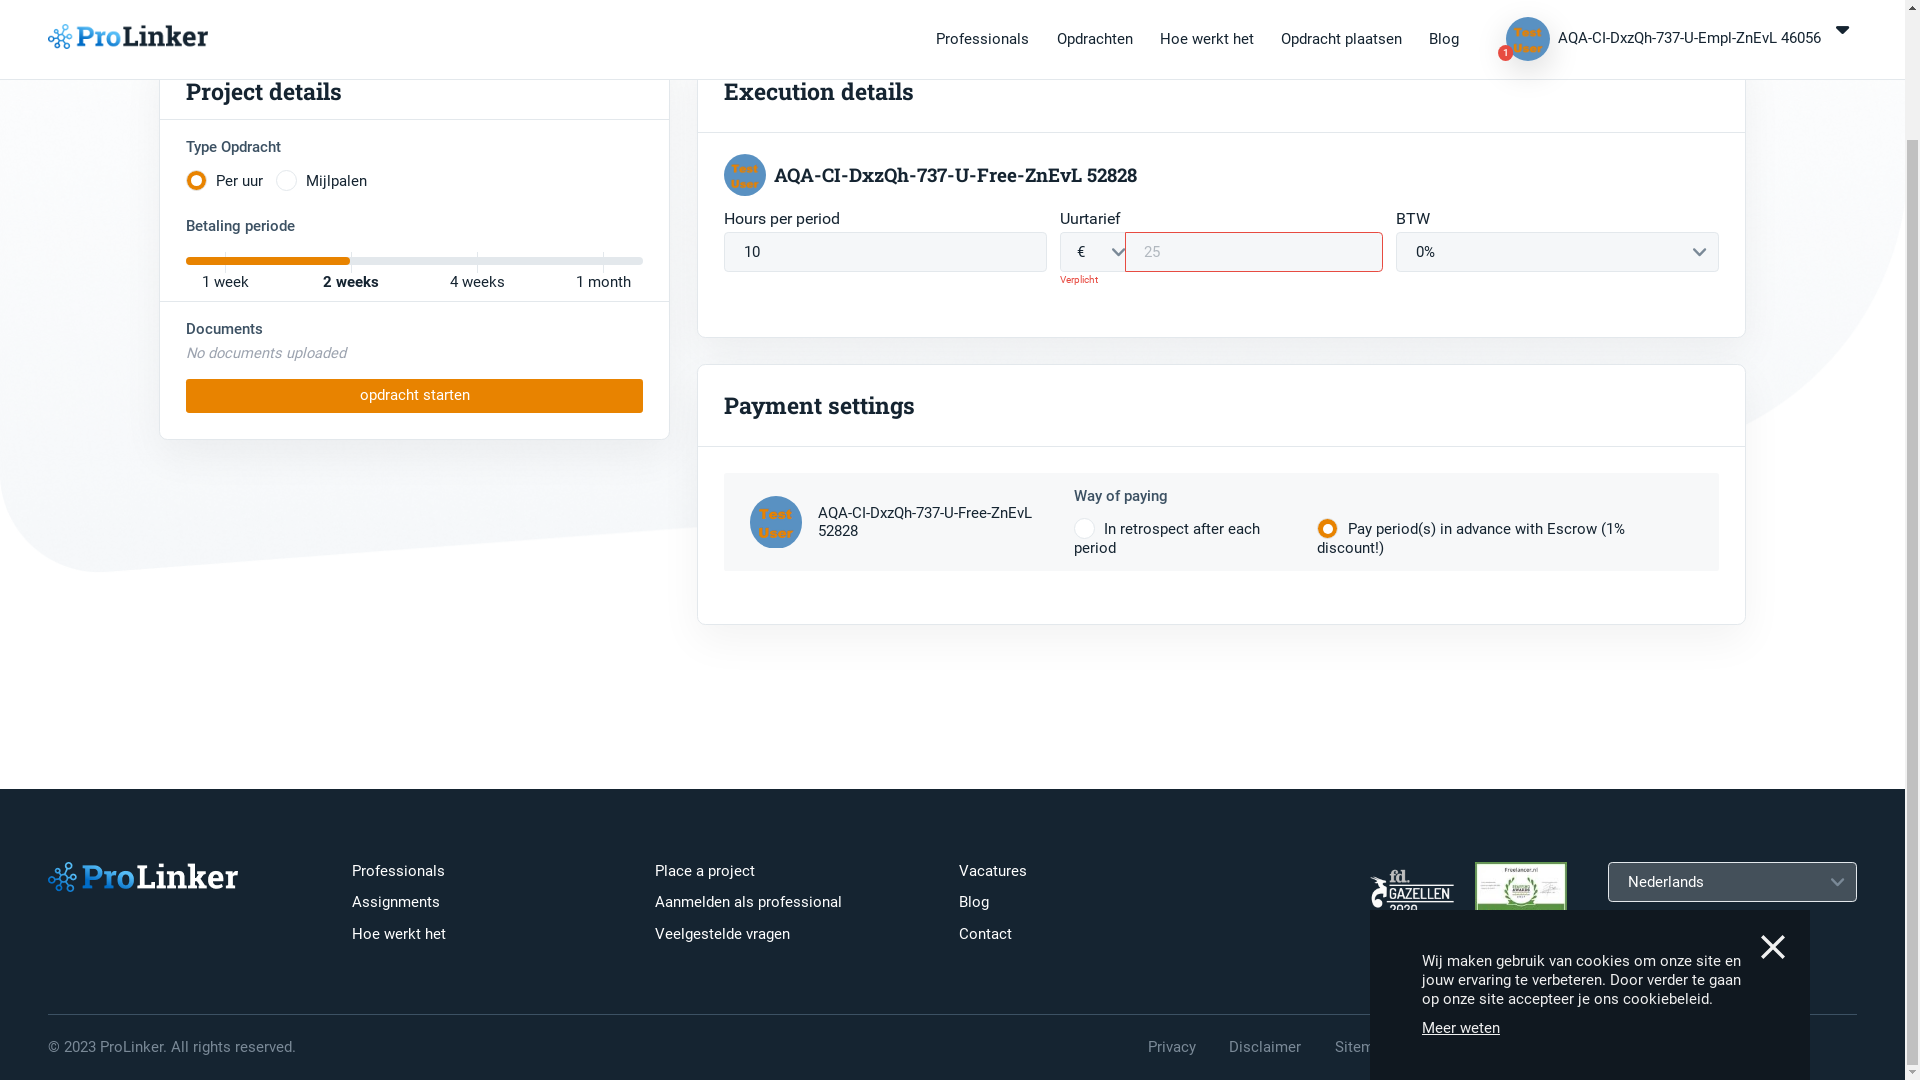 ProLinker
Professionals
Opdrachten
Hoe werkt het
Opdracht plaatsen
Blog
Test
User
1
AQA-CI-DxzQh-737-U-Empl-ZnEvL 46056
Project details
Type Opdracht
Per uur
Mijlpalen
Betaling periode
1 week
2 weeks
4 weeks
1 month
Documents
No documents uploaded
opdracht starten
Execution details
Test
User
AQA-CI-DxzQh-737-U-Free-ZnEvL 52828
Hours per period
Uurtarief
BTW
10
€
25
0%
Verplicht
Payment settings
Test
User
AQA-CI-DxzQh-737-U-Free-ZnEvL
52828
Way of paying
In retrospect after each
period
Pay period(s) in advance with Escrow (1%
discount!)
ProLinker
Professionals
Assignments
Hoe werkt het
Place a project
Aanmelden als professional
Veelgestelde vragen
Vacatures
Blog
Contact
fd.
GAZELLEN
2020
Freelancer.nl
Nederlands
Wij maken gebruik van cookies om onze site en
jouw ervaring te verbeteren. Door verder te gaan
op onze site accepteer je ons cookiebeleid.
Meer weten
© 2023 ProLinker. All rights reserved.
Privacy
Disclaimer
Sitem